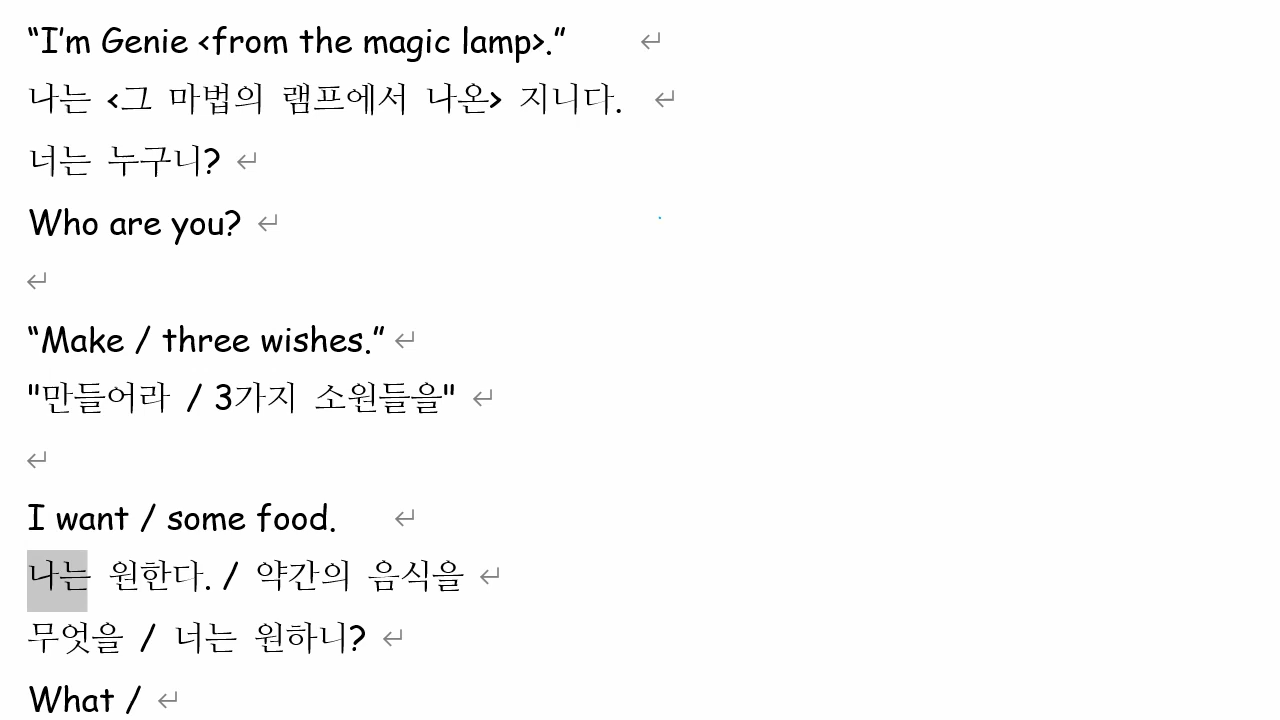 “I’m Genie <from the magic lamp>.”
나는 <그 마법의 램프에서 나온> 지니다.
너는 누구니?
Who are you?
“Make / three wishes.”
"만들어라 / 3가지 소원들을"
I want / some food.
나는 원한다. / 약간의 음식을
무엇을 / 너는 원하니?
What /